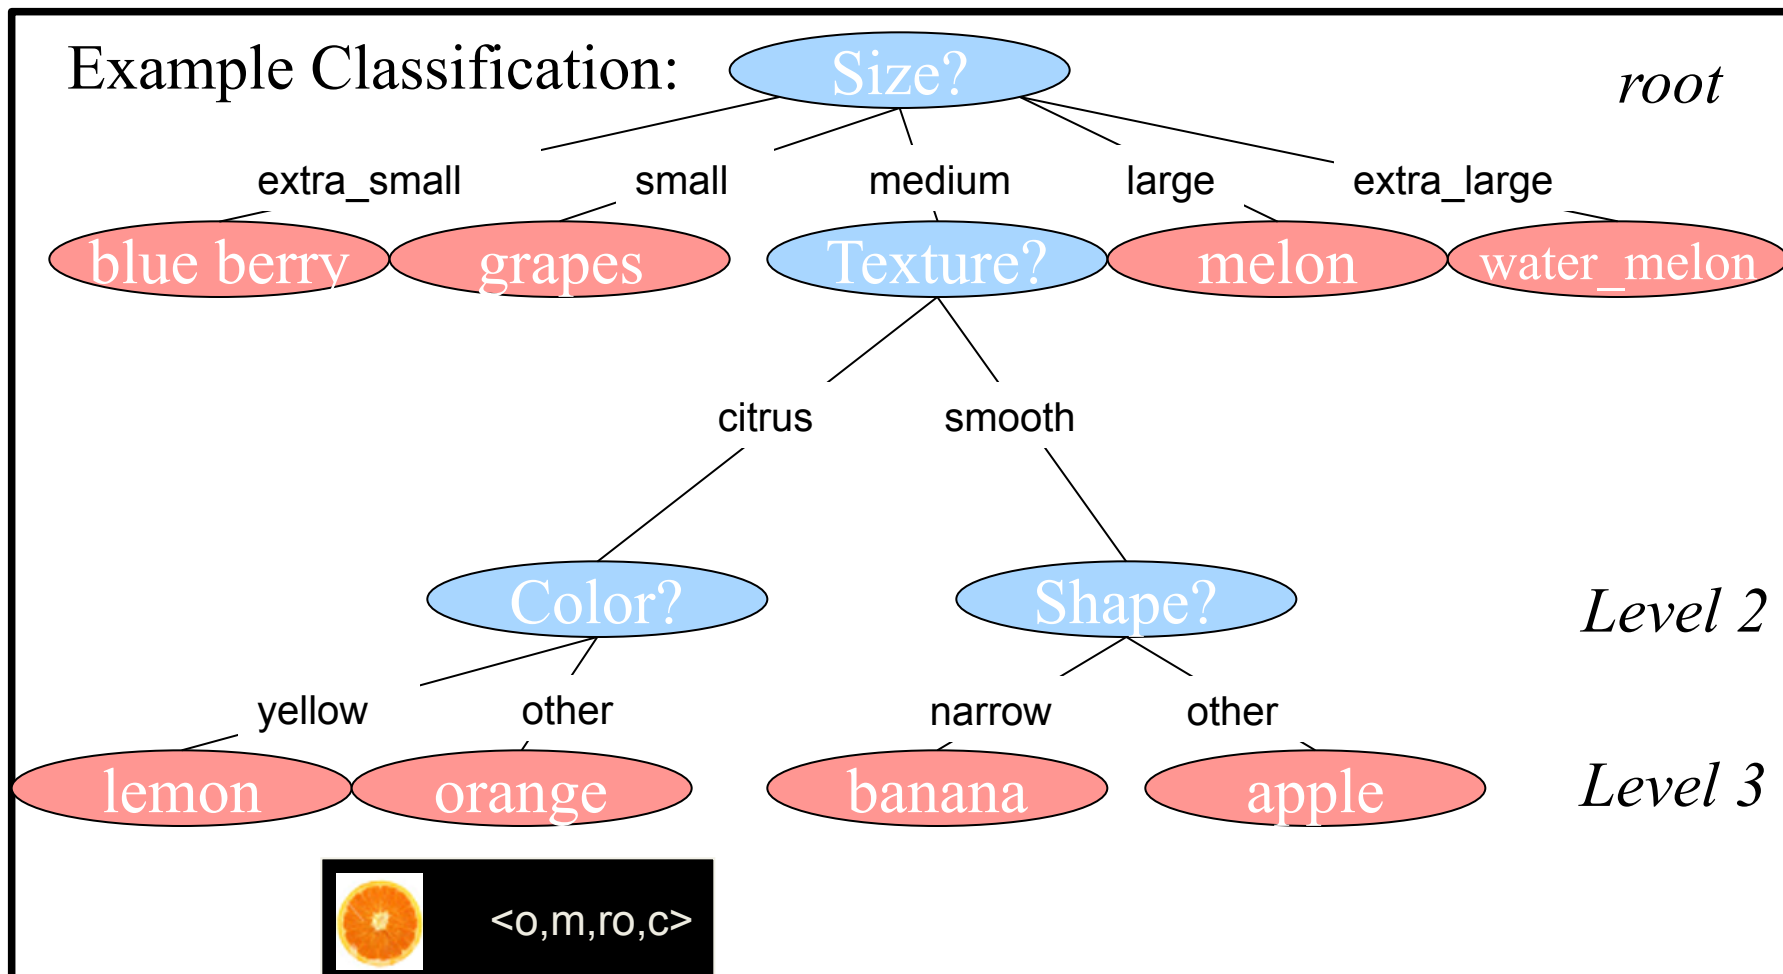 Example Classification:
Size?
root
extra_small
small
medium
large
extra_large
blue berry
grapes
Texture?
melon
water_melon
citrus
smooth
Color?
Shape?
Level 2
yellow
other
narrow
other
lemon
orange
banana
apple
Level 3
<o,m,ro,c>